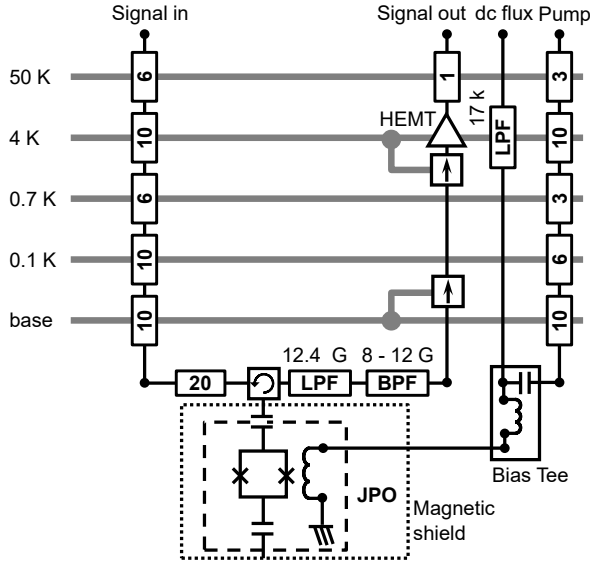 Signal in
Signal out
dc flux
Pump
50 K
6
1
3
HEMT
17 k
4 K
10
LPF
10
0.7 K
6
3
0.1 K
10
6
base
10
10
12.4 G
8 - 12 G
20
LPF
BPF
Bias Tee
JPO
Magnetic
shield